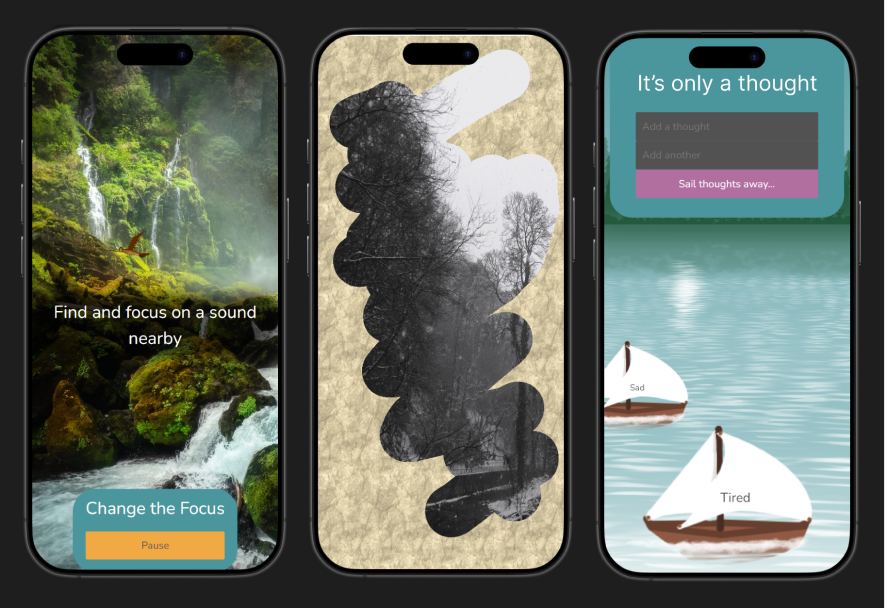 Find and focus on a sound
nearby
Change the Focus
Pause
It's only a thought
Add a thought
Add another
Sail thoughts away...
Sad
Tired